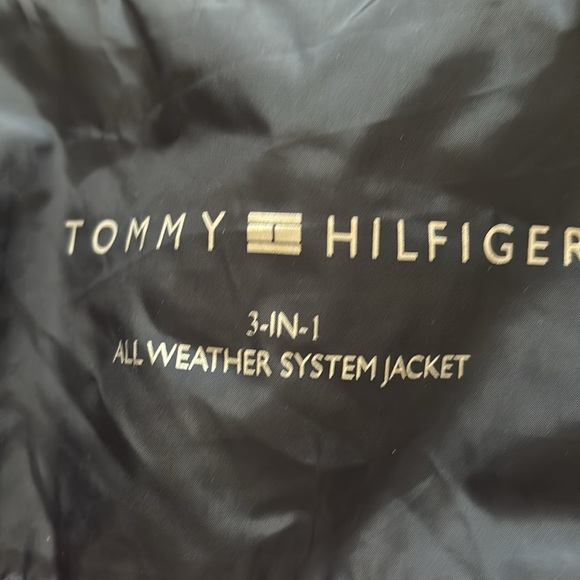 TOMMY HILFIGER
3-IN-1
ALL WEATHER SYSTEM JACKET